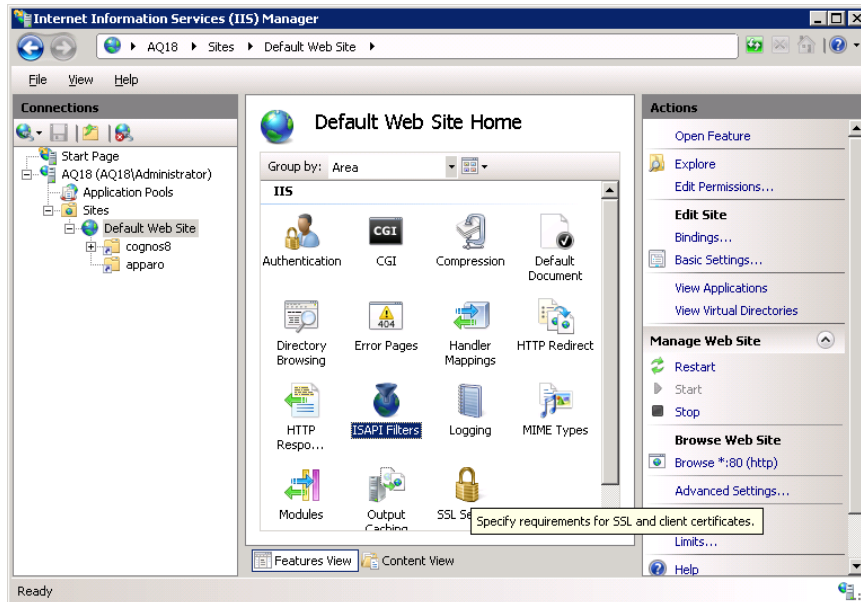 Internet Information Services (IIS) Manager
AQ18 Sites Default Web Site
File View Help
Connections
Start Page
AQ18 (AQ18\Administrator)
Application Pools
Sites
Default Web Site
cognos8
apparo
Default Web Site Home
Group by: Area
IIS
Authentication
CGI
CGI
Compression
Default
Document
Directory
Browsing
404
Error Pages
Handler
Mappings
HTTP Redirect
HTTP
Respo...
ISAPI Filters
Logging
MIME Types
Modules
Output
Caching
SSL Se
Specify requirements for SSL and client certificates.
Features View Content View
Actions
Open Feature
Explore
Edit Permissions...
Edit Site
Bindings...
Basic Settings...
View Applications
View Virtual Directories
Manage Web Site
Restart
Start
Stop
Browse Web Site
Browse *:80 (http)
Advanced Settings...
Limits...
Help
Ready